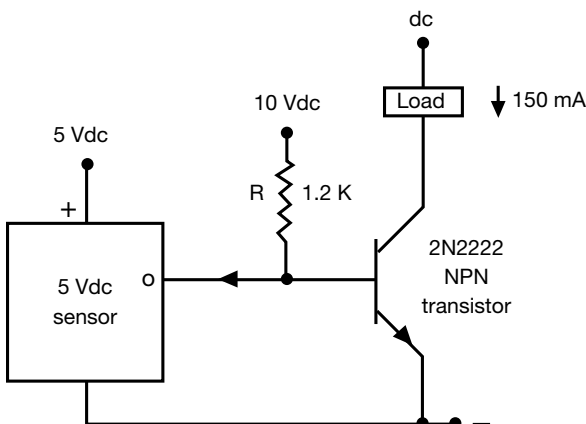 dc
Load
150 mA
10 Vdc
5 Vdc
R
1.2 K
+
2N2222
NPN
transistor
o
5 Vdc
sensor
–